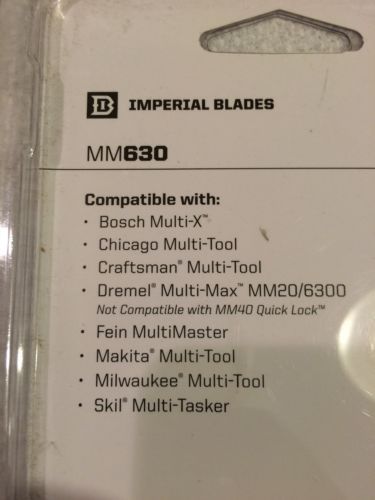 IMPERIAL BLADES
MM630
Compatible with:
· Bosch Multi-X™
· Chicago Multi-Tool
· Craftsman® Multi-Tool
· Dremel® Multi-Max™ MM20/6300
Not Compatible with MM40 Quick Lock™
· Fein MultiMaster
· Makita® Multi-Tool
· Milwaukee® Multi-Tool
· Skil® Multi-Tasker